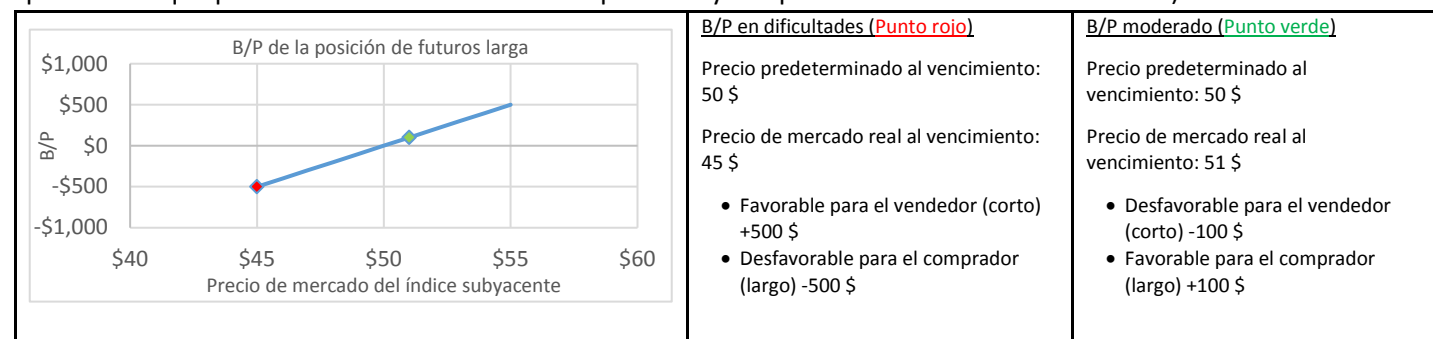 B/P de la posición de futuros larga
$1,000
$500
$0
-$500
-$1,000
B/P
$40 $45 $50 $55 $60
Precio de mercado del índice subyacente
B/P en dificultades (Punto rojo)
Precio predeterminado al vencimiento:
50 $
Precio de mercado real al vencimiento:
45 $
• Favorable para el vendedor (corto)
+500 $
• Desfavorable para el comprador
(largo) -500 $
B/P moderado (Punto verde)
Precio predeterminado al
vencimiento: 50 $
Precio de mercado real al
vencimiento: 51 $
• Desfavorable para el vendedor
(corto) -100 $
• Favorable para el comprador
(largo) +100 $